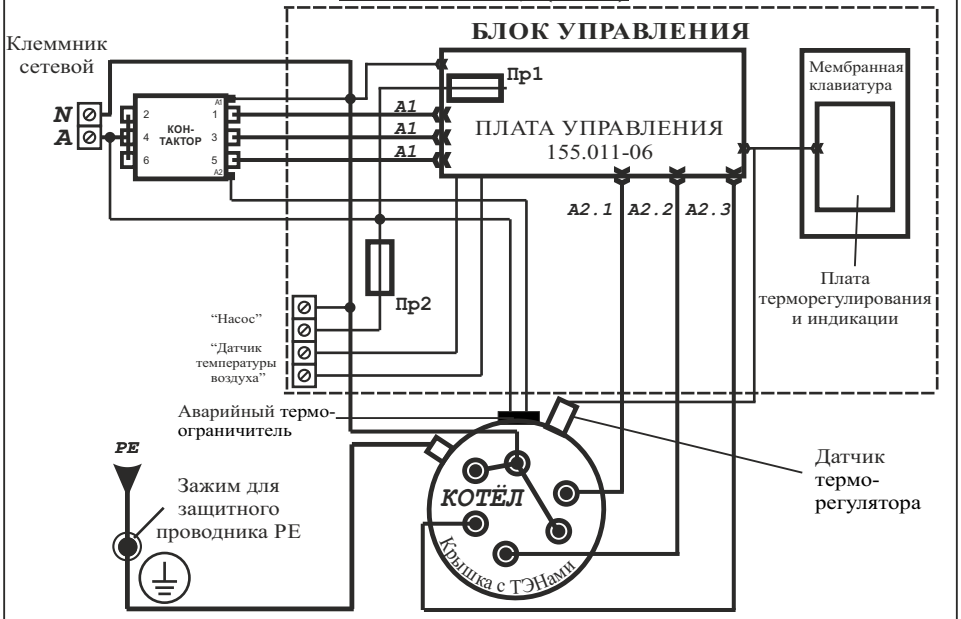 БЛОК УПРАВЛЕНИЯ
Клеммник
сетевой
N
A
2
4
6
КОН-
ТАКТОР
A1
1
3
5
A2
A1
A1
A1
Пр1
ПЛАТА УПРАВЛЕНИЯ
155.011-06
Мембранная
клавиатура
A2.1
A2.2
A2.3
Пр2
Плата
терморегулирования
и индикации
“Насос”
“Датчик
температуры
воздуха”
Аварийный термо-
ограничитель
PE
Зажим для
защитного
проводника PE
КОТЁЛ
Крышка с ТЭНами
Датчик
термо-
регулятора